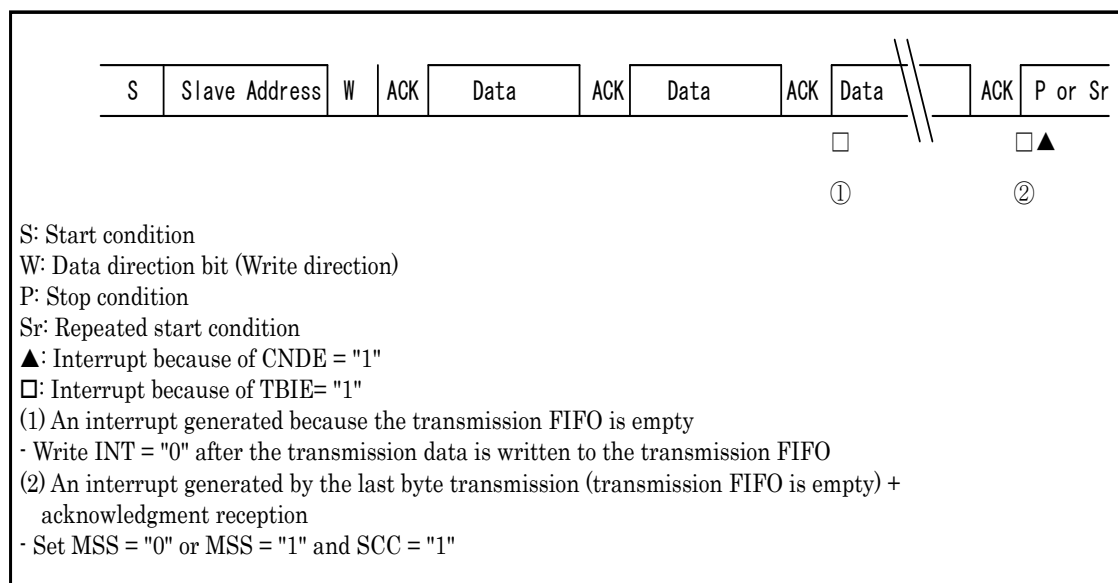 S Slave Address W ACK Data ACK Data ACK Data ACK P or Sr
□ □▲
① ②
S: Start condition
W: Data direction bit (Write direction)
P: Stop condition
Sr: Repeated start condition
▲: Interrupt because of CNDE = "1"
□: Interrupt because of TBIE= "1"
(1) An interrupt generated because the transmission FIFO is empty
- Write INT = "0" after the transmission data is written to the transmission FIFO
(2) An interrupt generated by the last byte transmission (transmission FIFO is empty) +
acknowledgment reception
- Set MSS = "0" or MSS = "1" and SCC = "1"